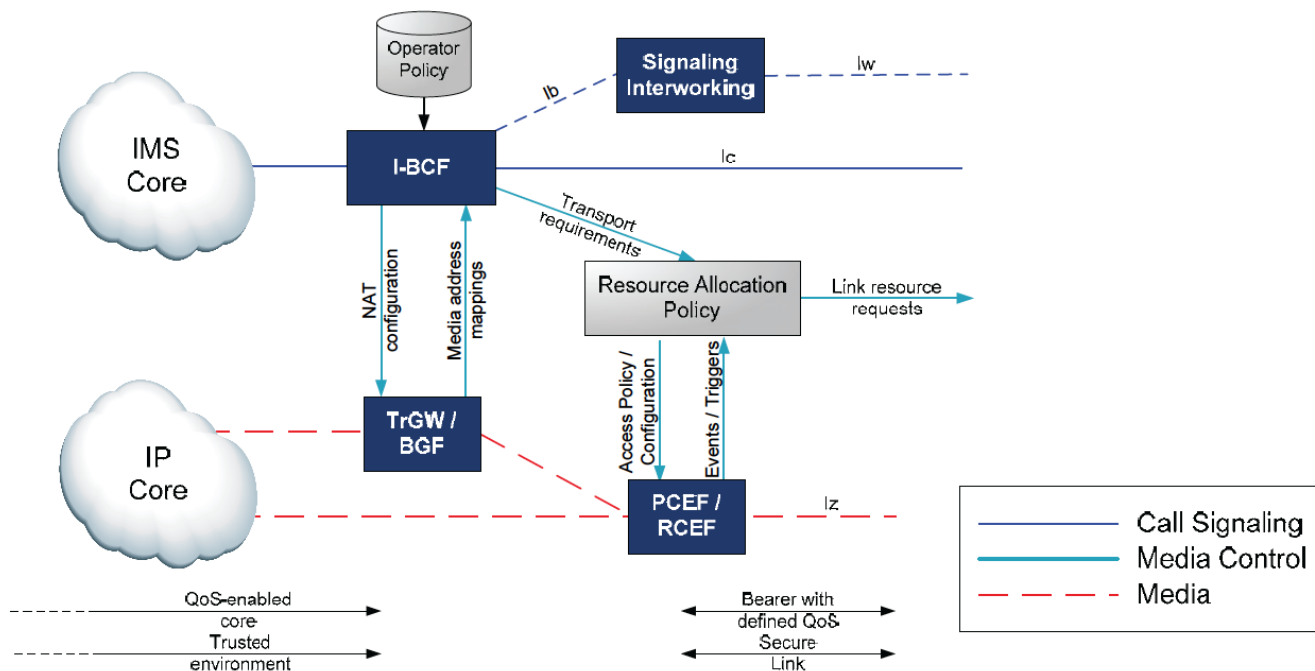 Operator
Policy
Signaling
Interworking
Iw
Ib
IMS
Core
I-BCF
Ic
Transport
requirements
NAT
configuration
Media address
mappings
Resource Allocation
Policy
Link resource
requests
Access Policy /
Configuration
Events / Triggers
TrGW /
BGF
IP
Core
PCEF /
RCEF
Iz
Call Signaling
Media Control
Media
QoS-enabled
core
Trusted
environment
Bearer with
defined QoS
Secure
Link